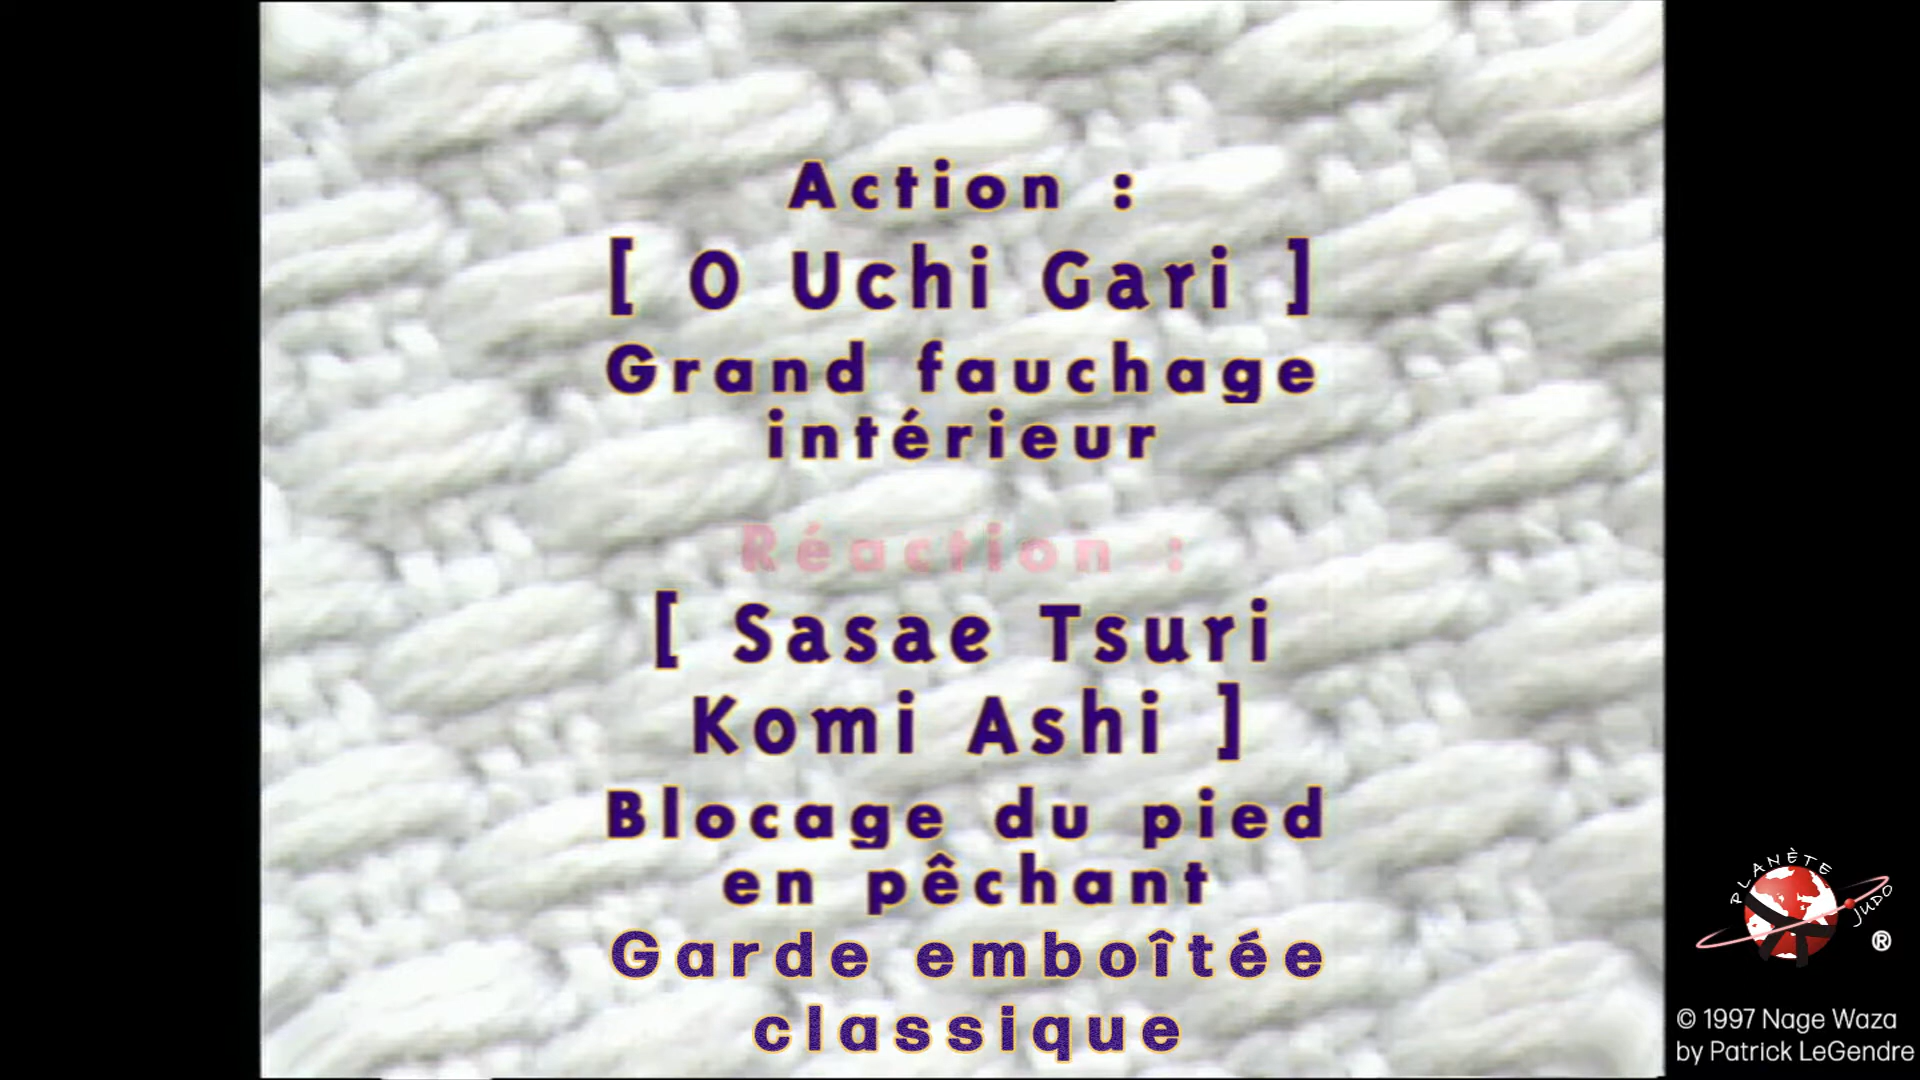 Action :
[ O Uchi Gari ]
Grand fauchage
intérieur
Réaction :
[ Sasae Tsuri
Komi Ashi ]
Blocage du pied
en pêchant
Garde emboîtée
classique
PLANÈTE
JUDO
®
© 1997 Nage Waza
by Patrick LeGendre